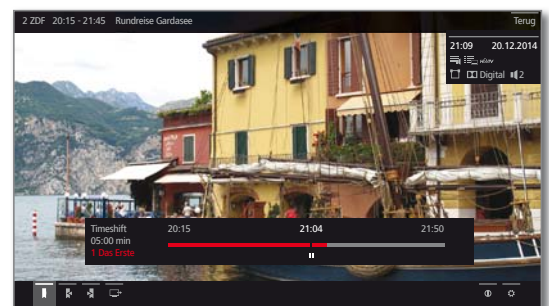 2 ZDF 20:15 - 21:45 Rundreise Gardasee Terug
21:09 20.12.2014
Digital 2
Timeshift 20:15 21:04 21:50
05:00 min
1 Das Erste